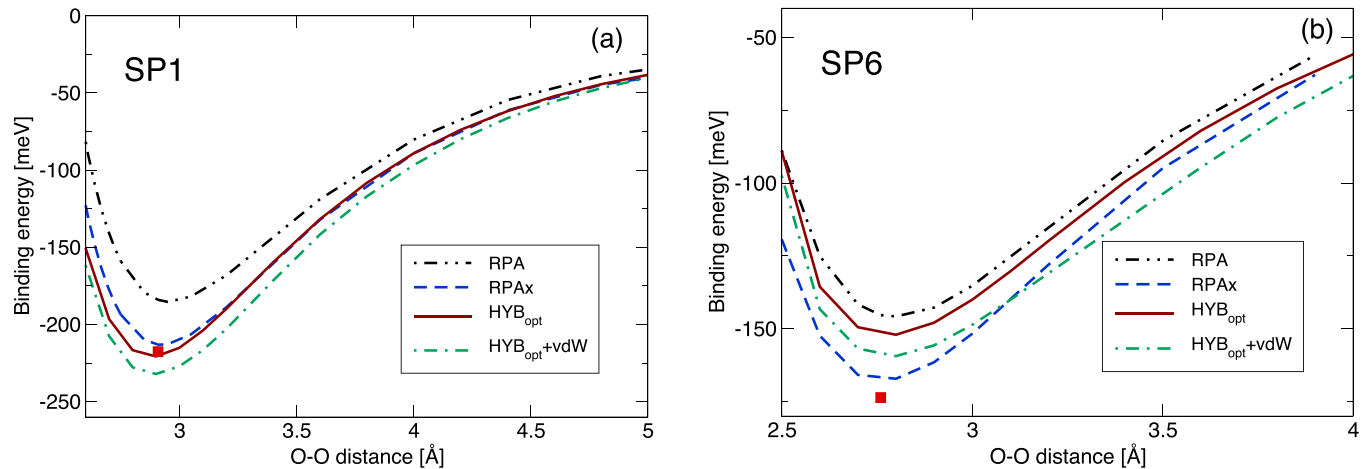 (a)
SP1
Binding energy [meV]
0
-50
-100
-150
-200
-250
3
3.5
4
4.5
5
O-O distance [Å]
RPA
RPAx
HYBopt
HYBopt+vdW
(b)
SP6
Binding energy [meV]
-50
-100
-150
2.5
3
3.5
4
O-O distance [Å]
RPA
RPAx
HYBopt
HYBopt+vdW